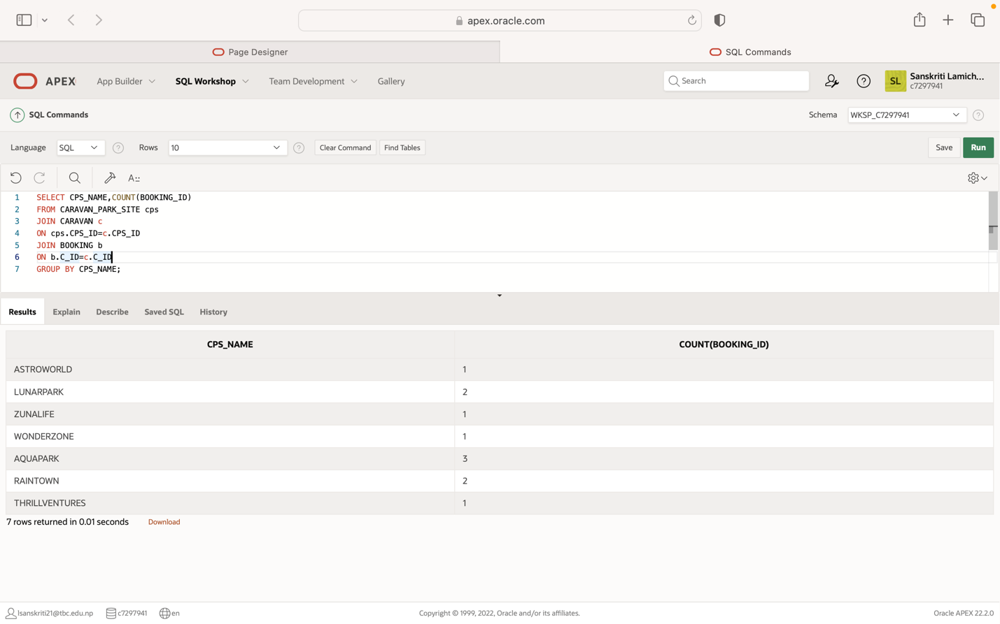 apex.oracle.com
Page Designer
SQL Commands
APEX
App Builder
SQL Workshop
Team Development
Gallery
Search
SL
Sanskriti Lamich...
c7297941
SQL Commands
Schema
WKSP_C7297941
Language
SQL
Rows
10
Clear Command
Find Tables
Save
Run
A::
1 SELECT CPS_NAME,COUNT(BOOKING_ID)
2 FROM CARAVAN_PARK_SITE cps
3 JOIN CARAVAN c
4 ON cps.CPS_ID=c.CPS_ID
5 JOIN BOOKING b
6 ON b.C_ID=c.C_ID
7 GROUP BY CPS_NAME;
Results
Explain
Describe
Saved SQL
History
CPS_NAME COUNT(BOOKING_ID)
ASTROWORLD 1
LUNARPARK 2
ZUNALIFE 1
WONDERZONE 1
AQUAPARK 3
RAINTOWN 2
THRILLVENTURES 1
7 rows returned in 0.01 seconds
Download
lsanskriti21@tbc.edu.np
c7297941
en
Copyright © 1999, 2022, Oracle and/or its affiliates.
Oracle APEX 22.2.0